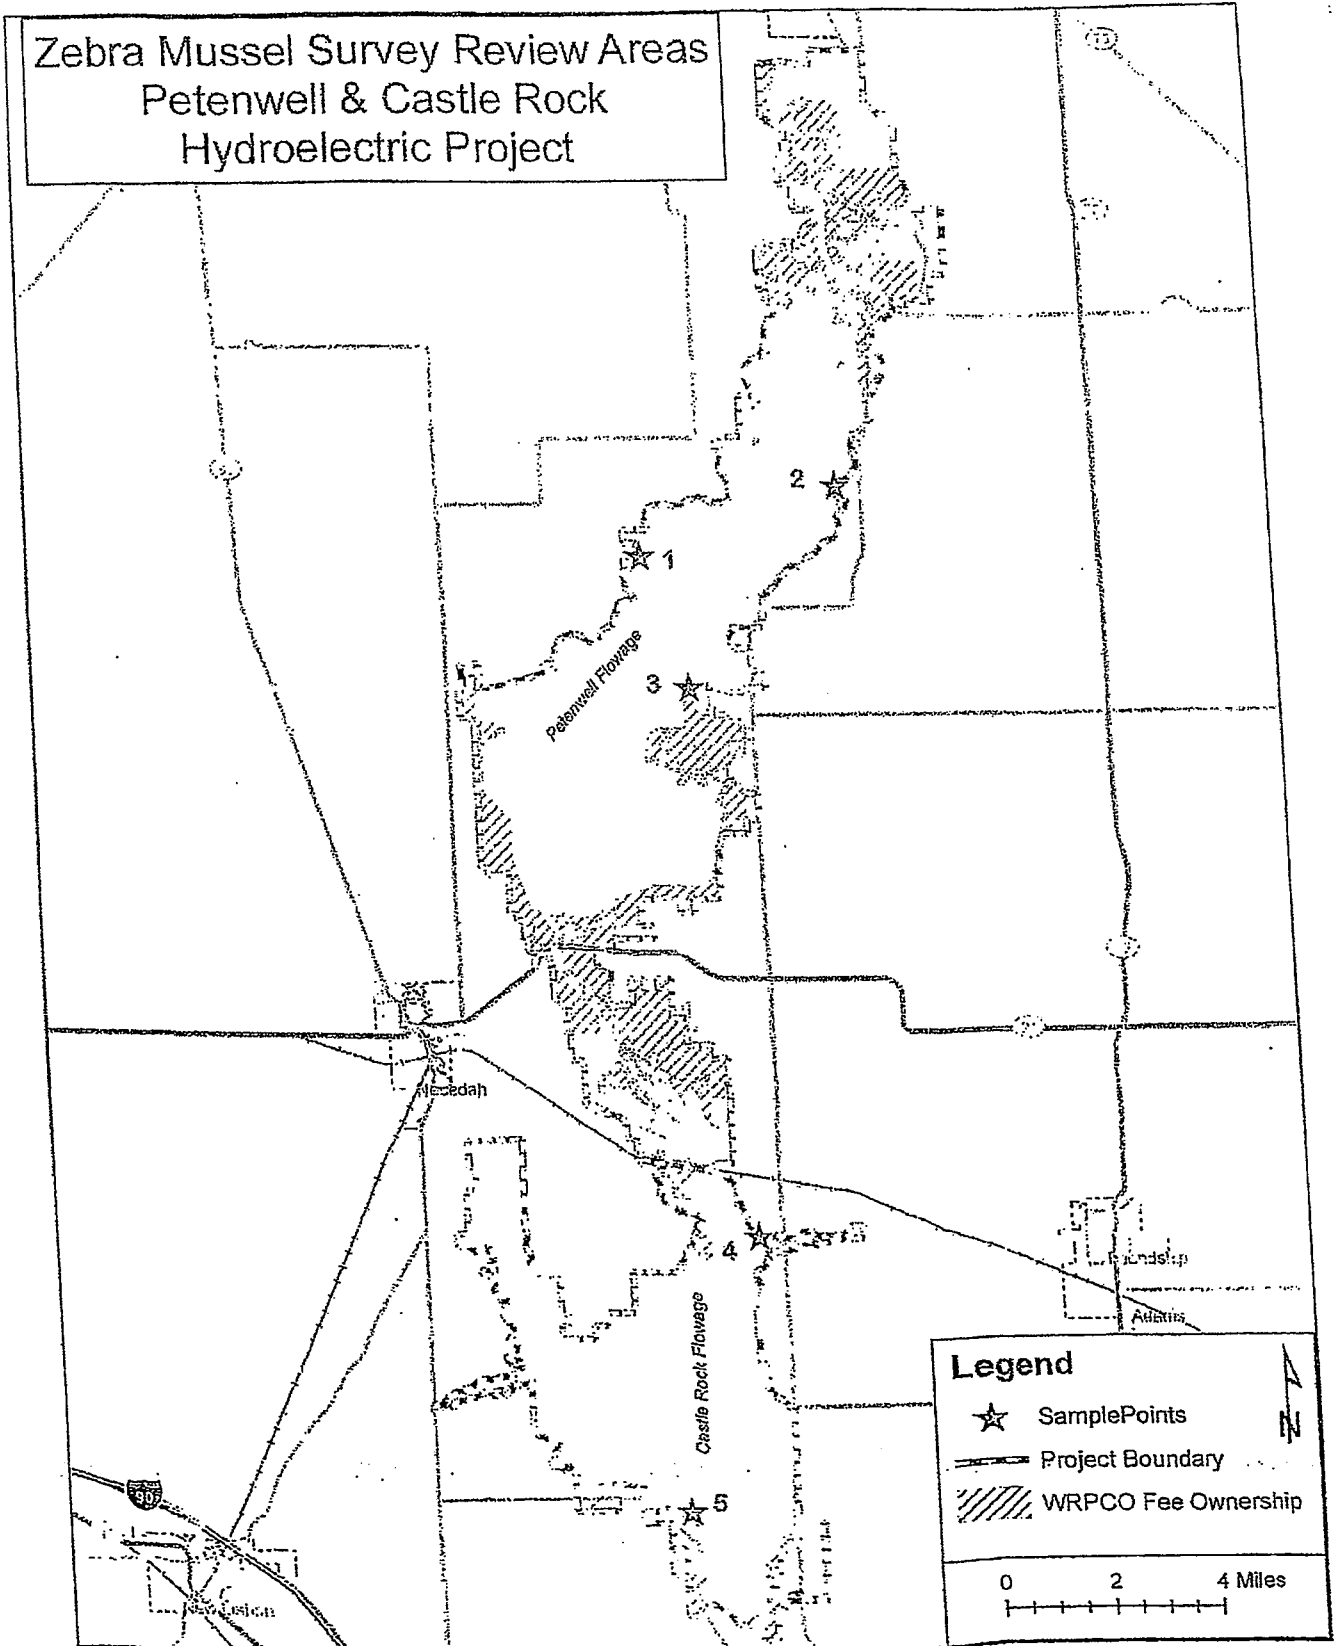 Zebra Mussel Survey Review Areas
Petenwell & Castle Rock
Hydroelectric Project
2
1
Petenwell Flowage
3
4
Castle Rock Flowage
Adams
5
90
Legend
SamplePoints
Project Boundary
WRPCO Fee Ownership
N
0 2 4 Miles